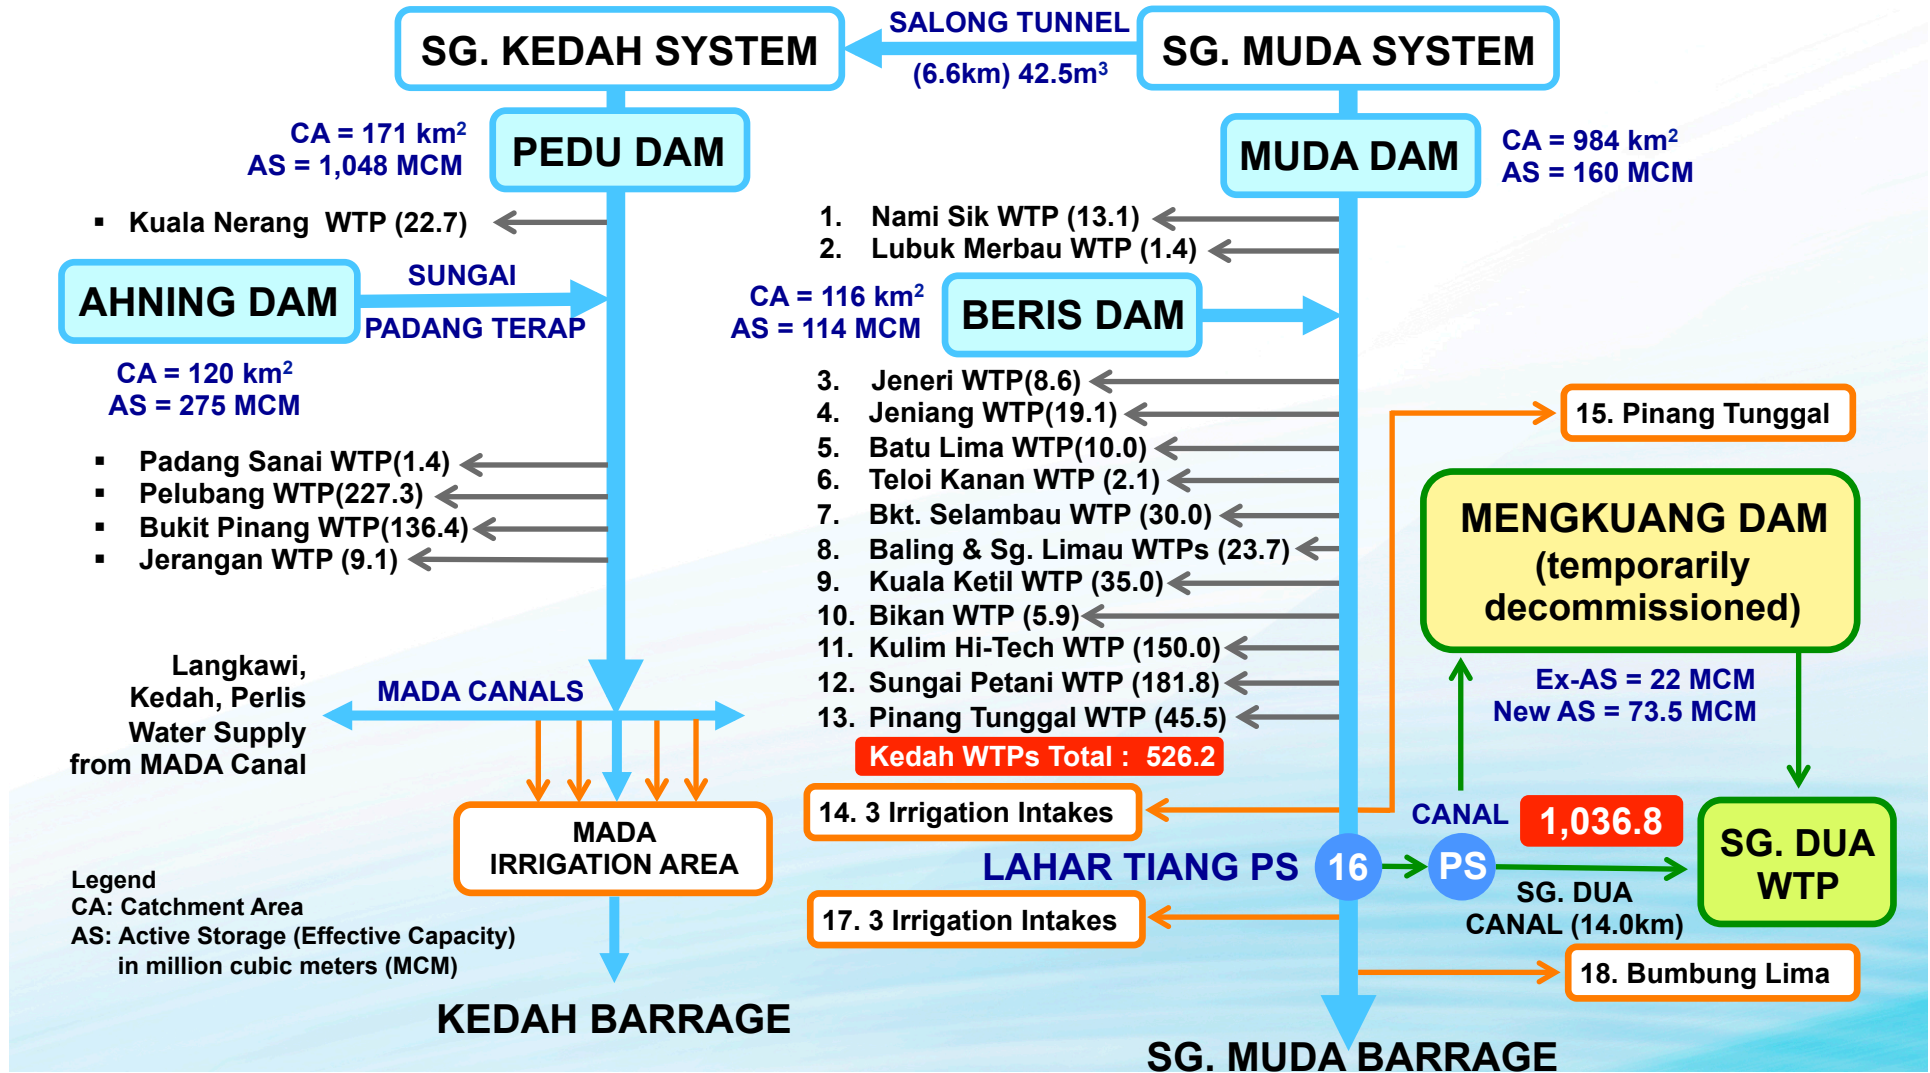 SALONG TUNNEL
SG. KEDAH SYSTEM
SG. MUDA SYSTEM
(6.6km) 42.5m³
CA = 171 km²
AS = 1,048 MCM
PEDU DAM
MUDA DAM
CA = 984 km²
AS = 160 MCM
▪ Kuala Nerang WTP (22.7)
1. Nami Sik WTP (13.1)
2. Lubuk Merbau WTP (1.4)
AHNING DAM
SUNGAI
PADANG TERAP
CA = 116 km²
AS = 114 MCM
BERIS DAM
CA = 120 km²
AS = 275 MCM
▪ Padang Sanai WTP(1.4)
▪ Pelubang WTP(227.3)
▪ Bukit Pinang WTP(136.4)
▪ Jerangan WTP (9.1)
3. Jeneri WTP(8.6)
4. Jeniang WTP(19.1)
5. Batu Lima WTP(10.0)
6. Teloi Kanan WTP (2.1)
7. Bkt. Selambau WTP (30.0)
8. Baling & Sg. Limau WTPs (23.7)
9. Kuala Ketil WTP (35.0)
10. Bikan WTP (5.9)
11. Kulim Hi-Tech WTP (150.0)
12. Sungai Petani WTP (181.8)
13. Pinang Tunggal WTP (45.5)
Kedah WTPs Total : 526.2
15. Pinang Tunggal
MENGKUANG DAM
(temporarily
decommissioned)
Ex-AS = 22 MCM
New AS = 73.5 MCM
Langkawi,
Kedah, Perlis
Water Supply
from MADA Canal
MADA CANALS
MADA
IRRIGATION AREA
14. 3 Irrigation Intakes
CANAL
1,036.8
LAHAR TIANG PS
16
PS
SG. DUA
WTP
SG. DUA
CANAL (14.0km)
17. 3 Irrigation Intakes
18. Bumbung Lima
Legend
CA: Catchment Area
AS: Active Storage (Effective Capacity)
in million cubic meters (MCM)
KEDAH BARRAGE
SG. MUDA BARRAGE